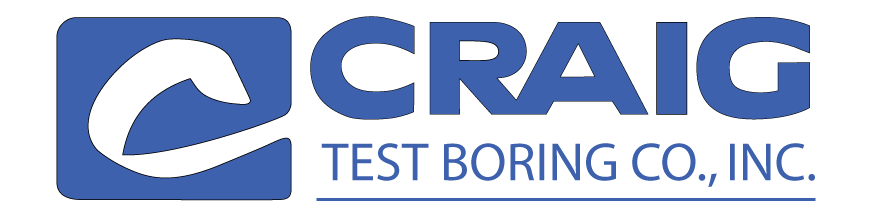 CRAIG
TEST BORING CO., INC.